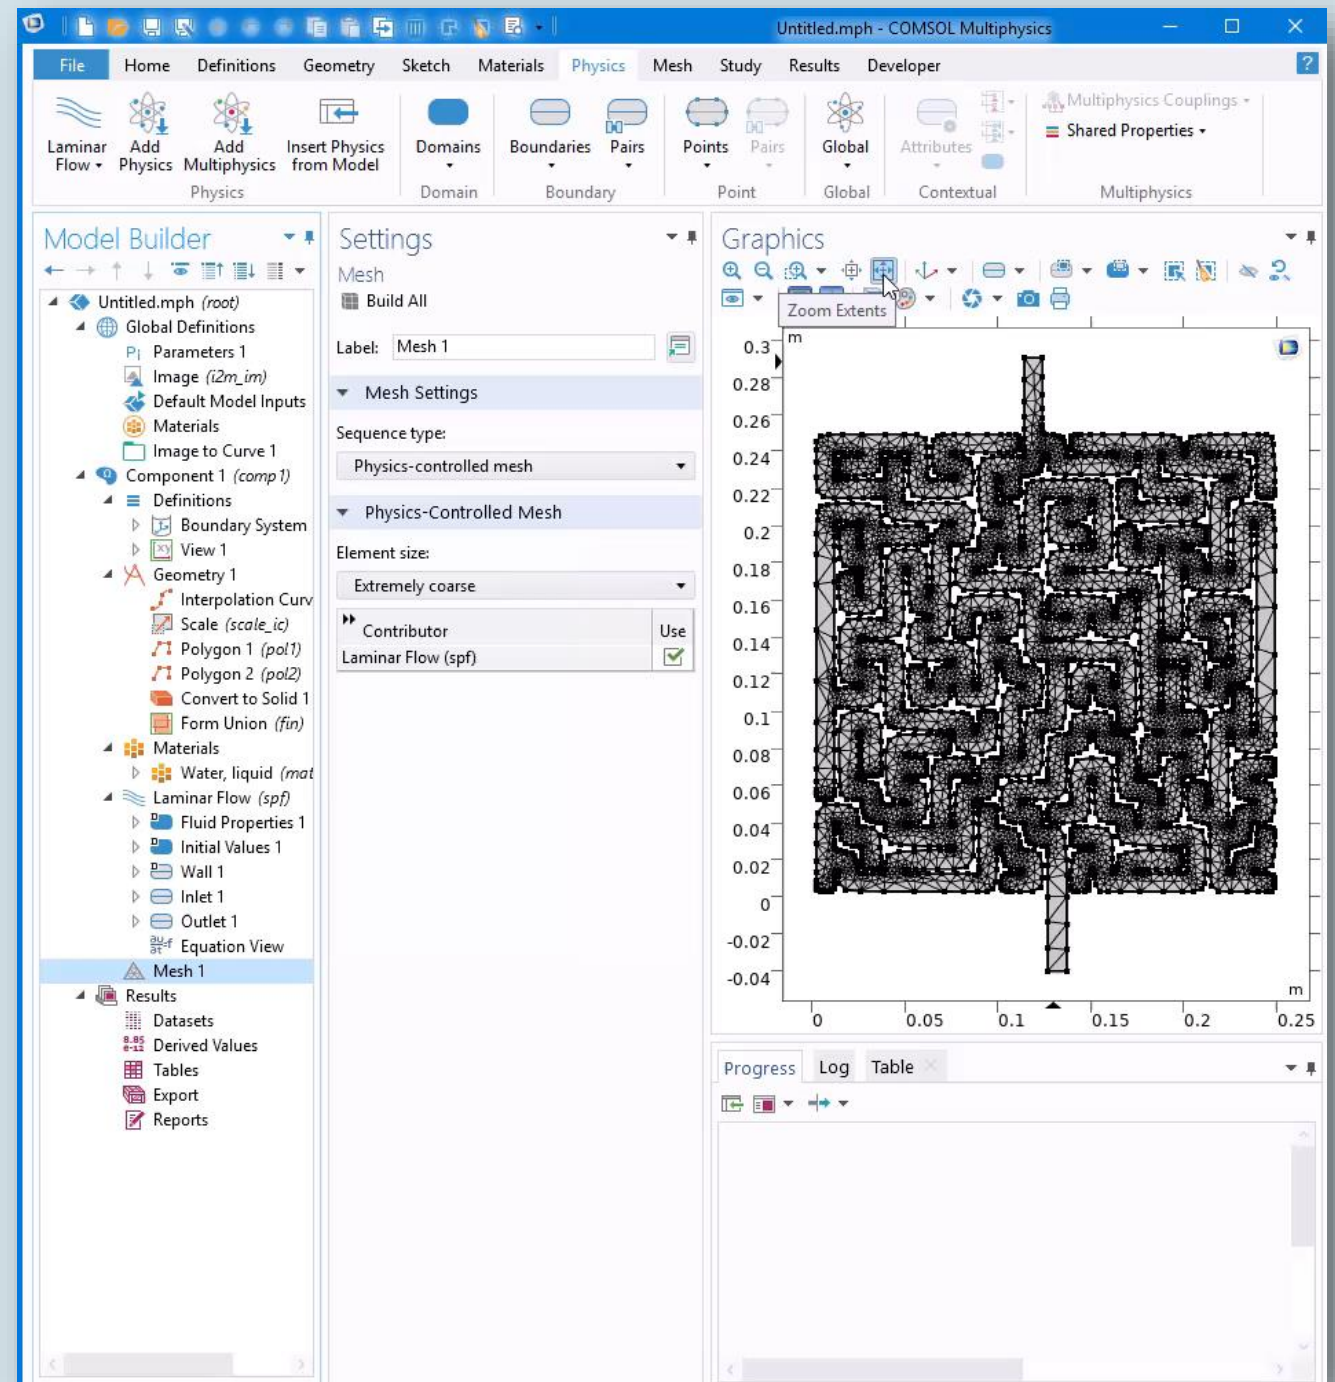 Untitled.mph - COMSOL Multiphysics
File Home Definitions Geometry Sketch Materials Physics Mesh Study Results Developer ?
Laminar Flow
Add Physics
Add Multiphysics
Insert Physics from Model
Physics
Domains
Domain
Boundaries
Pairs
Boundary
Points
Pairs
Point
Global
Global
Attributes
Contextual
Multiphysics Couplings
Shared Properties
Multiphysics
Model Builder
Untitled.mph (root)
Global Definitions
Pi Parameters 1
Image (i2m_im)
Default Model Inputs
Materials
Image to Curve 1
Component 1 (comp1)
Definitions
Boundary System
View 1
Geometry 1
Interpolation Curv
Scale (scale_ic)
Polygon 1 (pol1)
Polygon 2 (pol2)
Convert to Solid 1
Form Union (fin)
Materials
Water, liquid (mat
Laminar Flow (spf)
Fluid Properties 1
Initial Values 1
Wall 1
Inlet 1
Outlet 1
Equation View
Mesh 1
Results
Datasets
8.85
e-12
Derived Values
Tables
Export
Reports
Settings
Mesh
Build All
Label: Mesh 1
Mesh Settings
Sequence type:
Physics-controlled mesh
Physics-Controlled Mesh
Element size:
Extremely coarse
Contributor Use
Laminar Flow (spf)
Graphics
Zoom Extents
m
0.3
0.28
0.26
0.24
0.22
0.2
0.18
0.16
0.14
0.12
0.1
0.08
0.06
0.04
0.02
0
-0.02
-0.04
m
0 0.05 0.1 0.15 0.2 0.25
Progress Log Table